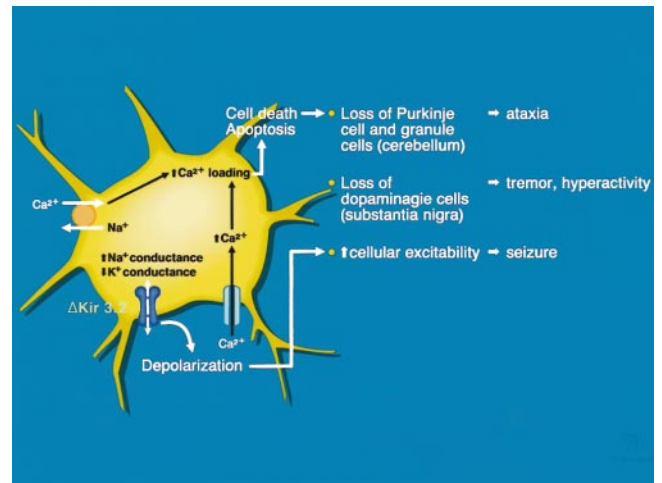 Cell death
Apoptosis
Loss of Purkinje
cell and granule
cells (cerebellum)
➡ ataxia
⬆Ca²⁺ loading
Loss of
dopaminagie cells
(substantia nigra)
➡ tremor, hyperactivity
Ca²⁺
Na⁺
⬆Ca²⁺
⬆Na⁺conductance
⬇K⁺conductance
⬆cellular excitability
➡ seizure
ΔKir 3.2
Ca²⁺
Depolarization